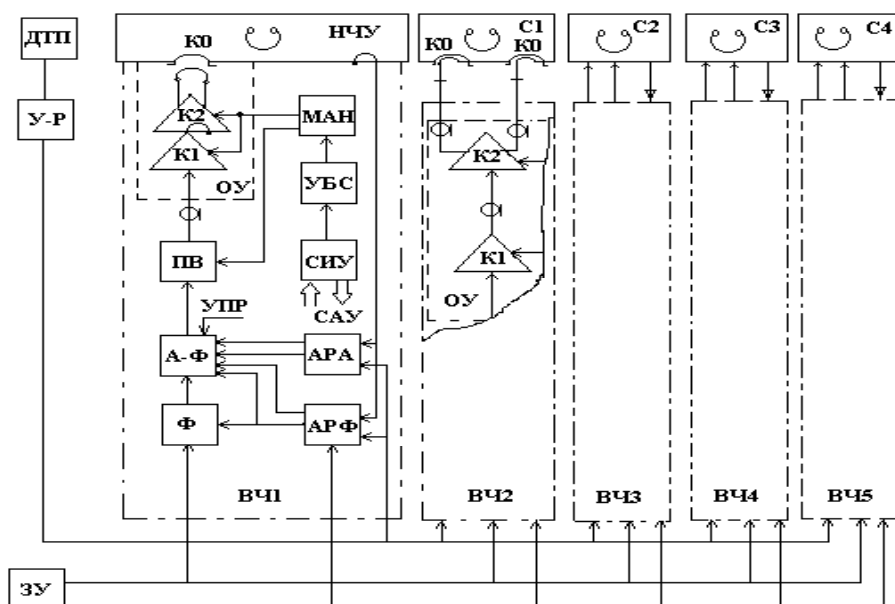 ДТП
НЧУ
С1
С2
С3
С4
К0
К0
К0
У-Р
К2
МАН
К1
К2
ОУ
УБС
ПВ
СИУ
К1
УПР
САУ
ОУ
А-Ф
АРА
Ф
АРФ
ВЧ1
ВЧ2
ВЧ3
ВЧ4
ВЧ5
ЗУ